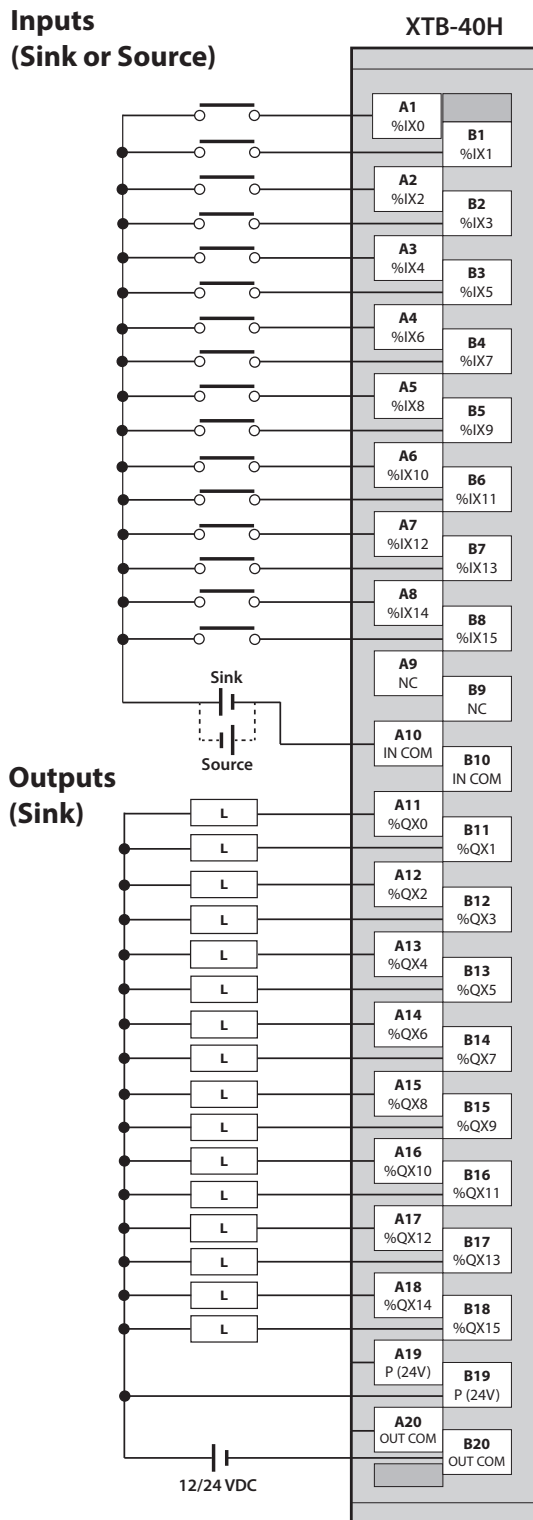 Inputs
(Sink or Source)
XTB-40H
A1
%IX0
B1
%IX1
A2
%IX2
B2
%IX3
A3
%IX4
B3
%IX5
A4
%IX6
B4
%IX7
A5
%IX8
B5
%IX9
A6
%IX10
B6
%IX11
A7
%IX12
B7
%IX13
A8
%IX14
B8
%IX15
A9
NC
B9
NC
Sink
Source
A10
IN COM
B10
IN COM
Outputs
(Sink)
L
A11
%QX0
L
B11
%QX1
L
A12
%QX2
L
B12
%QX3
L
A13
%QX4
L
B13
%QX5
L
A14
%QX6
L
B14
%QX7
L
A15
%QX8
L
B15
%QX9
L
A16
%QX10
L
B16
%QX11
L
A17
%QX12
L
B17
%QX13
L
A18
%QX14
L
B18
%QX15
A19
P (24V)
B19
P (24V)
A20
OUT COM
B20
OUT COM
12/24 VDC